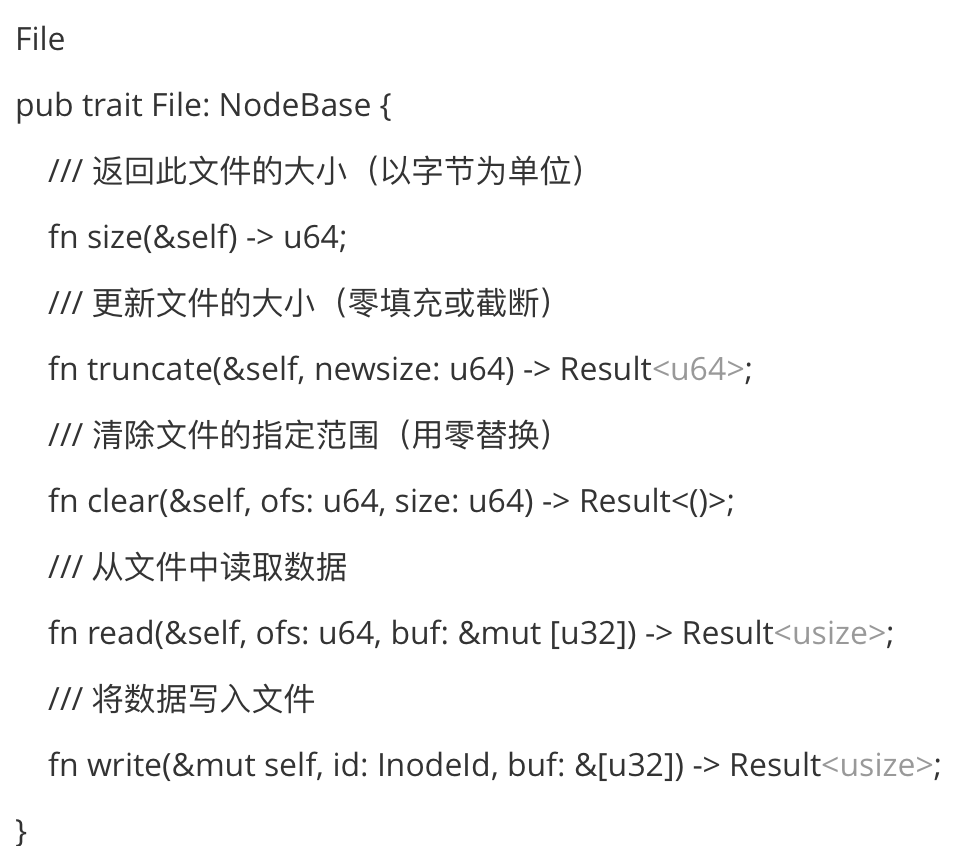 File
pub trait File: NodeBase {
/// 返回此文件的大小（以字节为单位）
fn size(&self) -> u64;
/// 更新文件的大小（零填充或截断）
fn truncate(&self, newsize: u64) -> Result<u64>;
/// 清除文件的指定范围（用零替换）
fn clear(&self, ofs: u64, size: u64) -> Result<()>;
/// 从文件中读取数据
fn read(&self, ofs: u64, buf: &mut [u32]) -> Result<usize>;
/// 将数据写入文件
fn write(&mut self, id: InodeId, buf: &[u32]) -> Result<usize>;
}